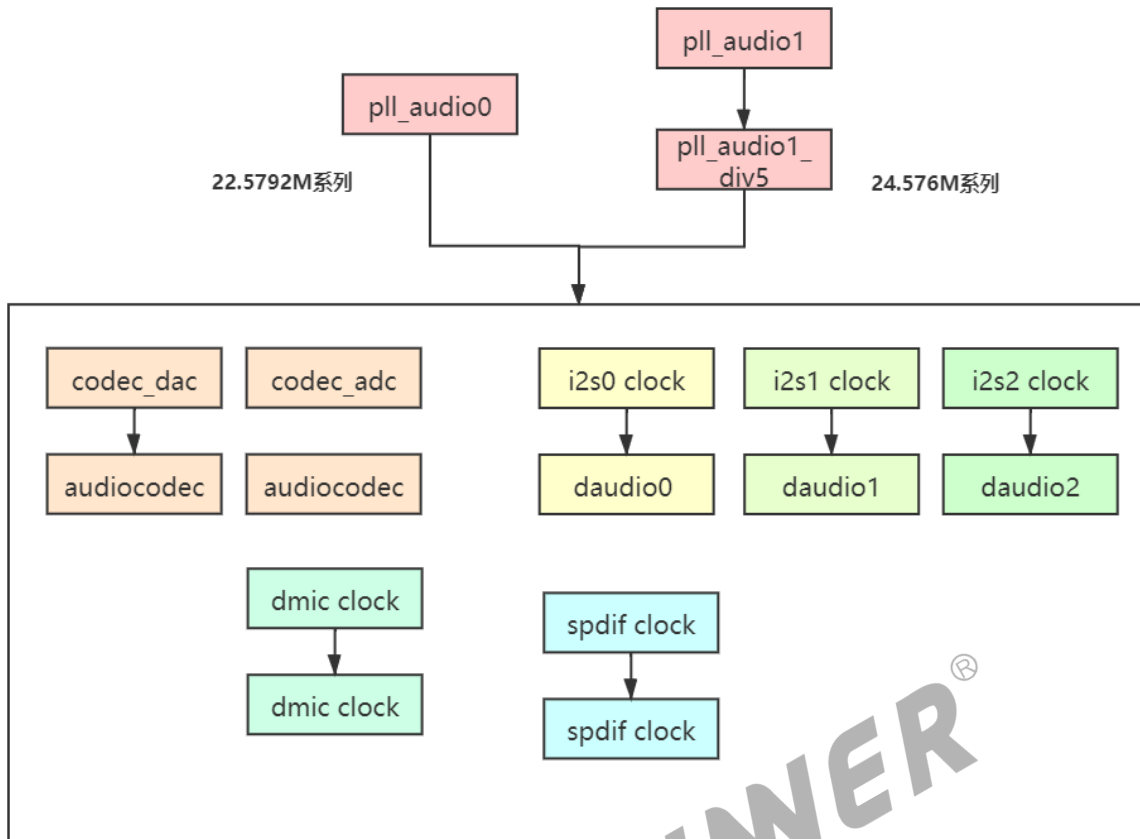 pll_audio1
pll_audio0
pll_audio1_
div5
22.5792M系列
24.576M系列
codec_dac
codec_adc
i2s0 clock
i2s1 clock
i2s2 clock
audiocodec
audiocodec
daudio0
daudio1
daudio2
dmic clock
spdif clock
dmic clock
spdif clock
WNER®